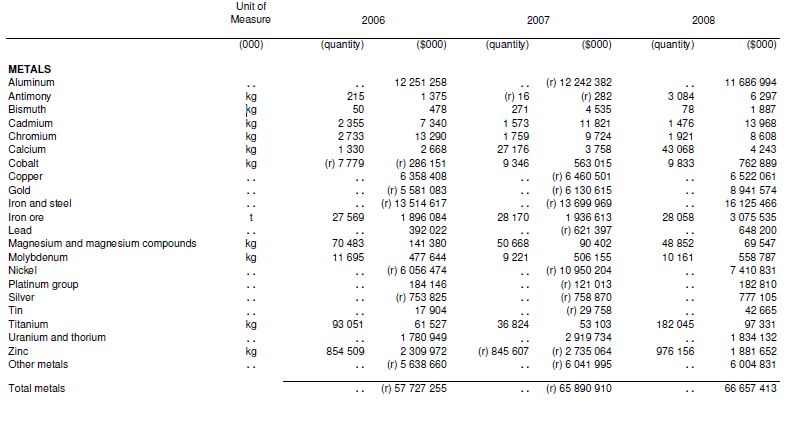 Unit of
Measure 2006 2007 2008
(000) (quantity) ($000) (quantity) ($000) (quantity) ($000)
METALS
Aluminum . . . . 12 251 258 . . (r) 12 242 382 . . 11 686 994
Antimony kg 215 1 375 (r) 16 (r) 282 3 084 6 297
Bismuth kg 50 478 271 4 535 78 1 887
Cadmium kg 2 355 7 340 1 573 11 821 1 476 13 968
Chromium kg 2 733 13 290 1 759 9 724 1 921 8 608
Calcium kg 1 330 2 668 27 176 3 758 43 068 4 243
Cobalt kg (r) 7 779 (r) 286 151 9 346 563 015 9 833 762 889
Copper . . . . 6 358 408 . . (r) 6 460 501 . . 6 522 061
Gold . . . . (r) 5 581 083 . . (r) 6 130 615 . . 8 941 574
Iron and steel . . . . (r) 13 514 617 . . (r) 13 699 969 . . 16 125 466
Iron ore t 27 569 1 896 084 28 170 1 936 613 28 058 3 075 535
Lead . . . . 392 022 . . (r) 621 397 . . 648 200
Magnesium and magnesium compounds kg 70 483 141 380 50 668 90 402 48 852 69 547
Molybdenum kg 11 695 477 644 9 221 506 155 10 161 558 787
Nickel . . . . (r) 6 056 474 . . (r) 10 950 204 . . 7 410 831
Platinum group . . . . 184 146 . . (r) 121 013 . . 182 810
Silver . . . . (r) 753 825 . . (r) 758 870 . . 777 105
Tin . . . . 17 904 . . (r) 29 758 . . 42 665
Titanium kg 93 051 61 527 36 824 53 103 182 045 97 331
Uranium and thorium . . . . 1 780 949 . . 2 919 734 . . 1 834 132
Zinc kg 854 509 2 309 972 (r) 845 607 (r) 2 735 064 976 156 1 881 652
Other metals . . . . (r) 5 638 660 . . (r) 6 041 995 . . 6 004 831
Total metals . . (r) 57 727 255 . . (r) 65 890 910 . . 66 657 413